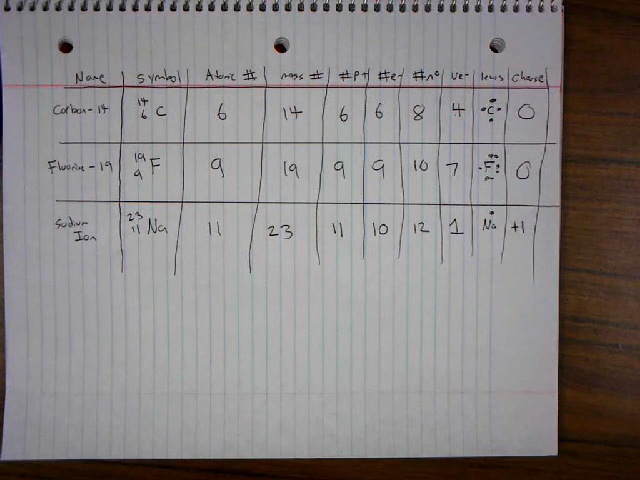 Name Symbol Atomic # mass # #p+ #e- #n° ve- lewis charge
Carbon-14 14 6 C 6 14 6 6 8 4 ·C· 0
Fluorine-19 19 9 F 9 19 9 9 10 7 ·F: 0
Sodium Ion 23 11 Na 11 23 11 10 12 1 Na +1